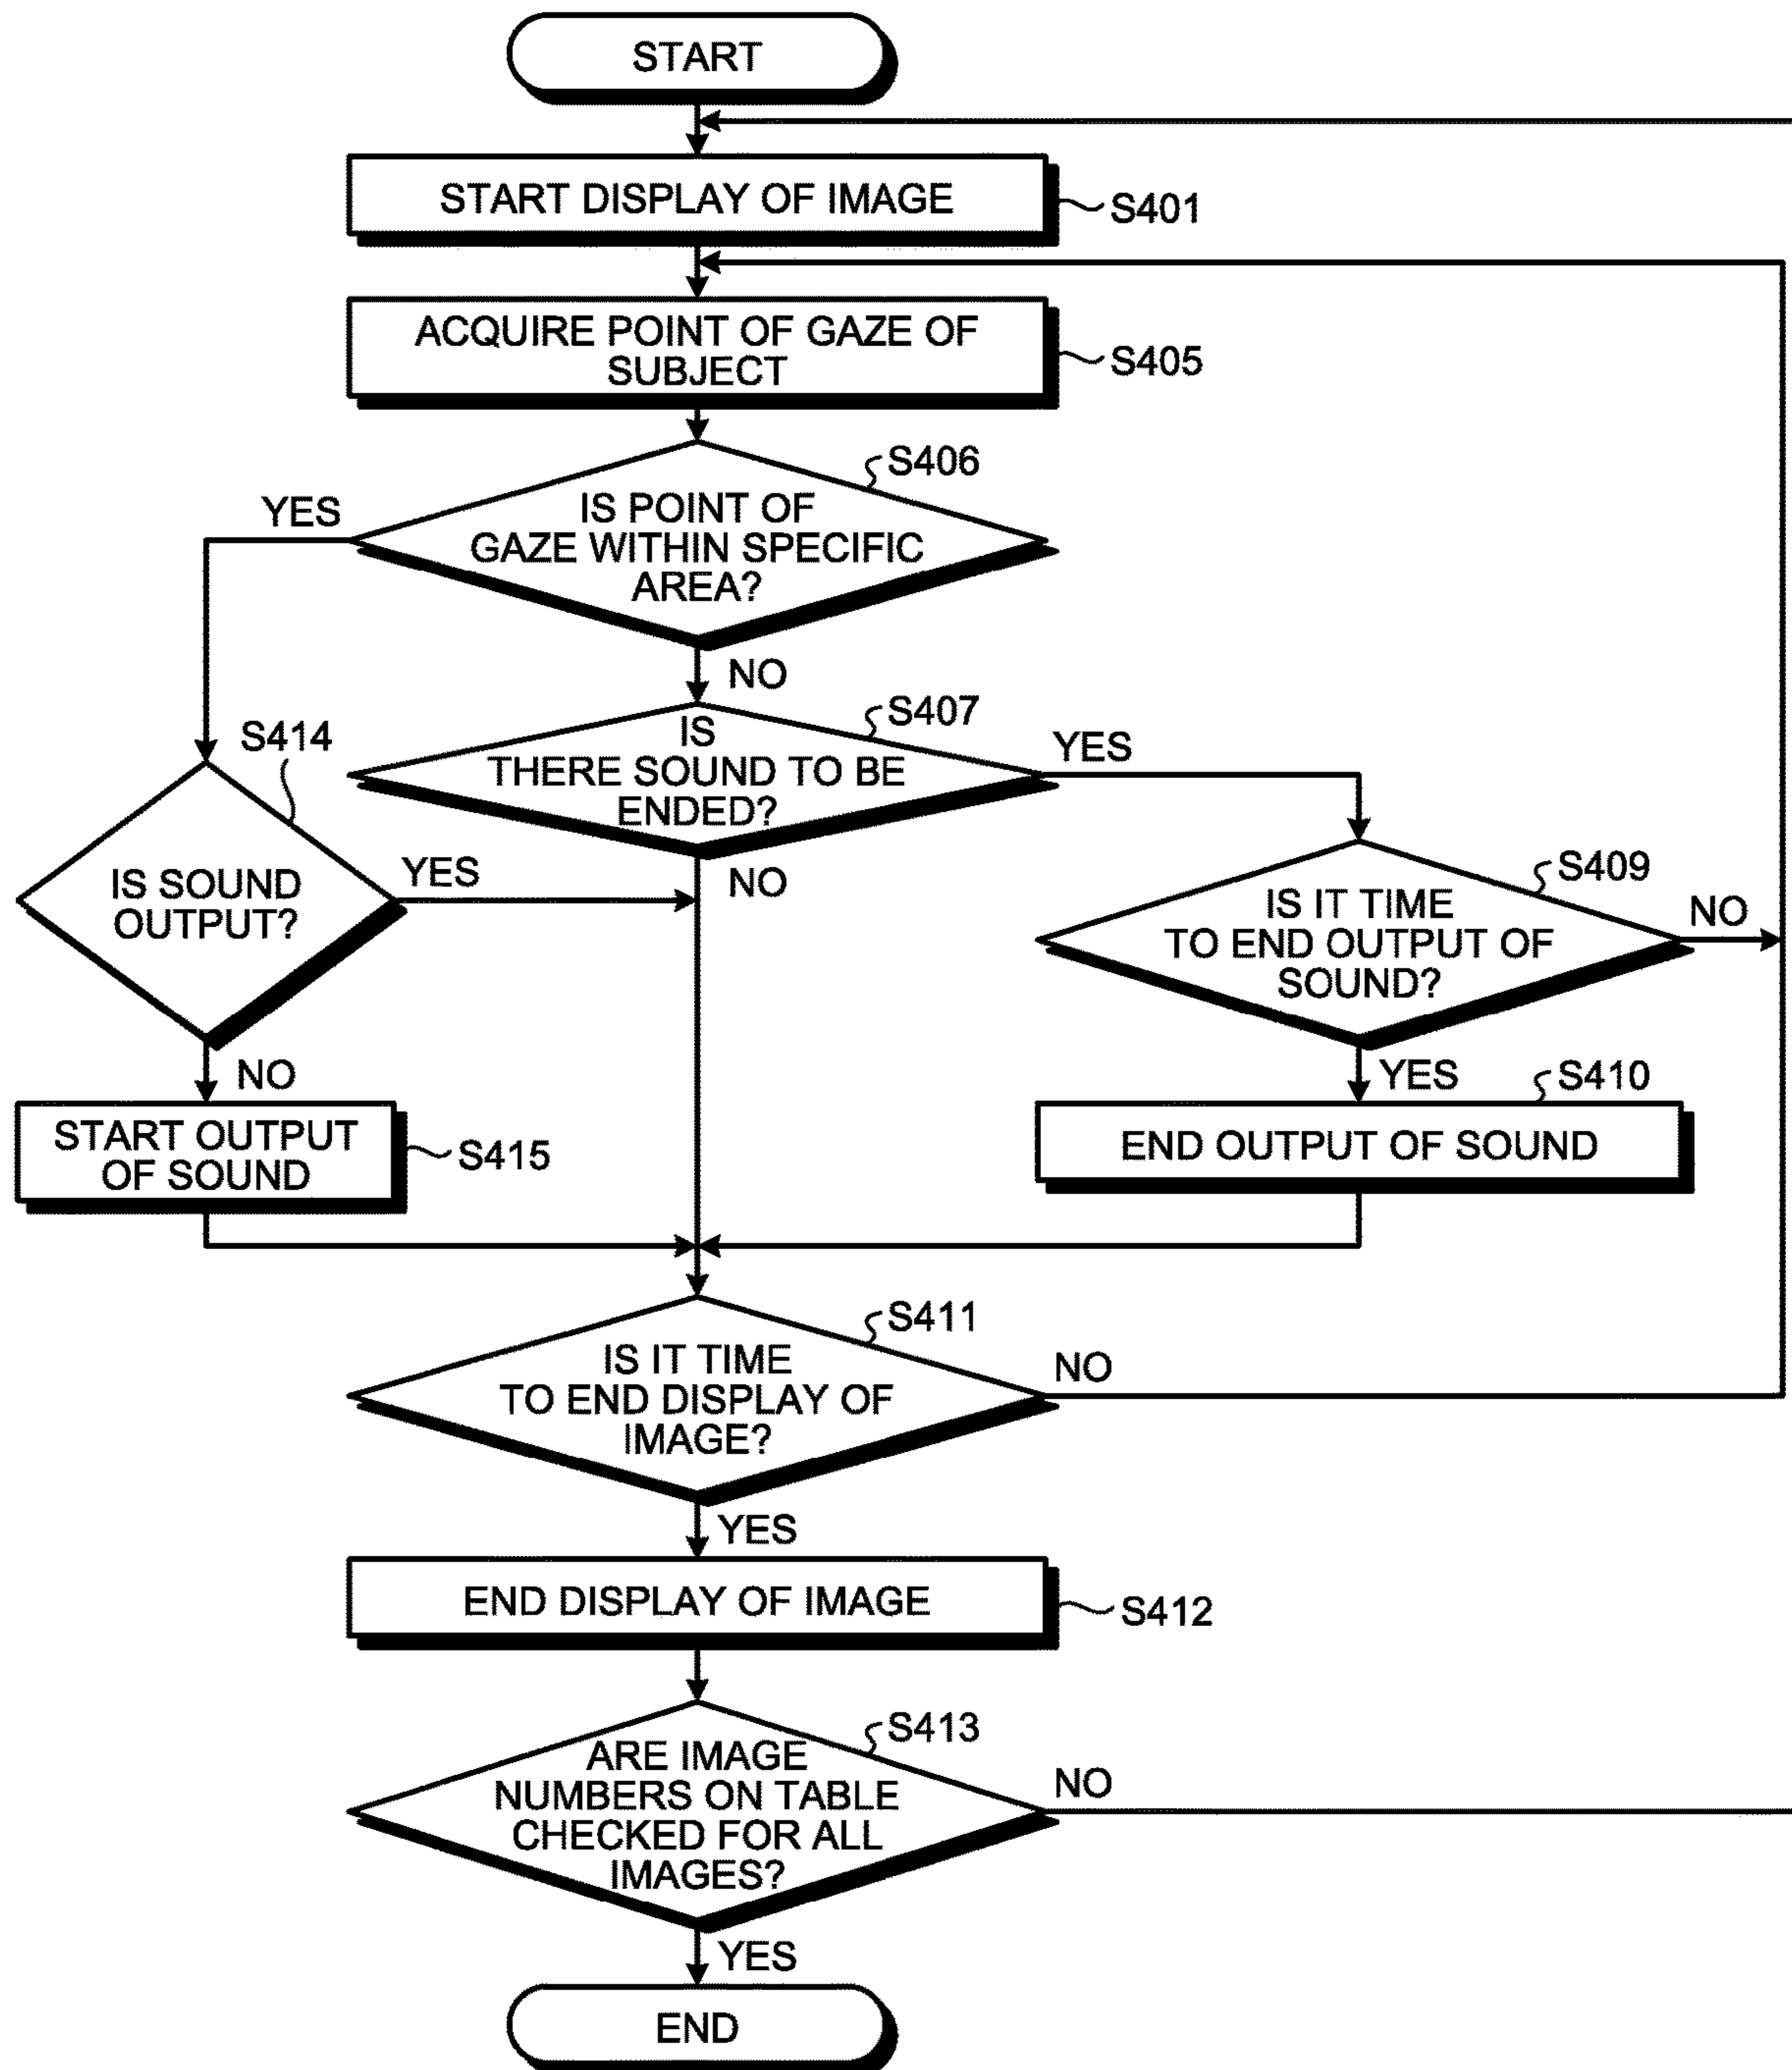 START
START DISPLAY OF IMAGE
S401
ACQUIRE POINT OF GAZE OF
SUBJECT
S405
S406
IS POINT OF
GAZE WITHIN SPECIFIC
AREA?
YES
NO
S407
IS
THERE SOUND TO BE
ENDED?
YES
NO
S414
IS SOUND
OUTPUT?
YES
NO
S409
IS IT TIME
TO END OUTPUT OF
SOUND?
NO
YES
START OUTPUT
OF SOUND
S415
S410
END OUTPUT OF SOUND
S411
IS IT TIME
TO END DISPLAY OF
IMAGE?
NO
YES
END DISPLAY OF IMAGE
S412
S413
ARE IMAGE
NUMBERS ON TABLE
CHECKED FOR ALL
IMAGES?
NO
YES
END